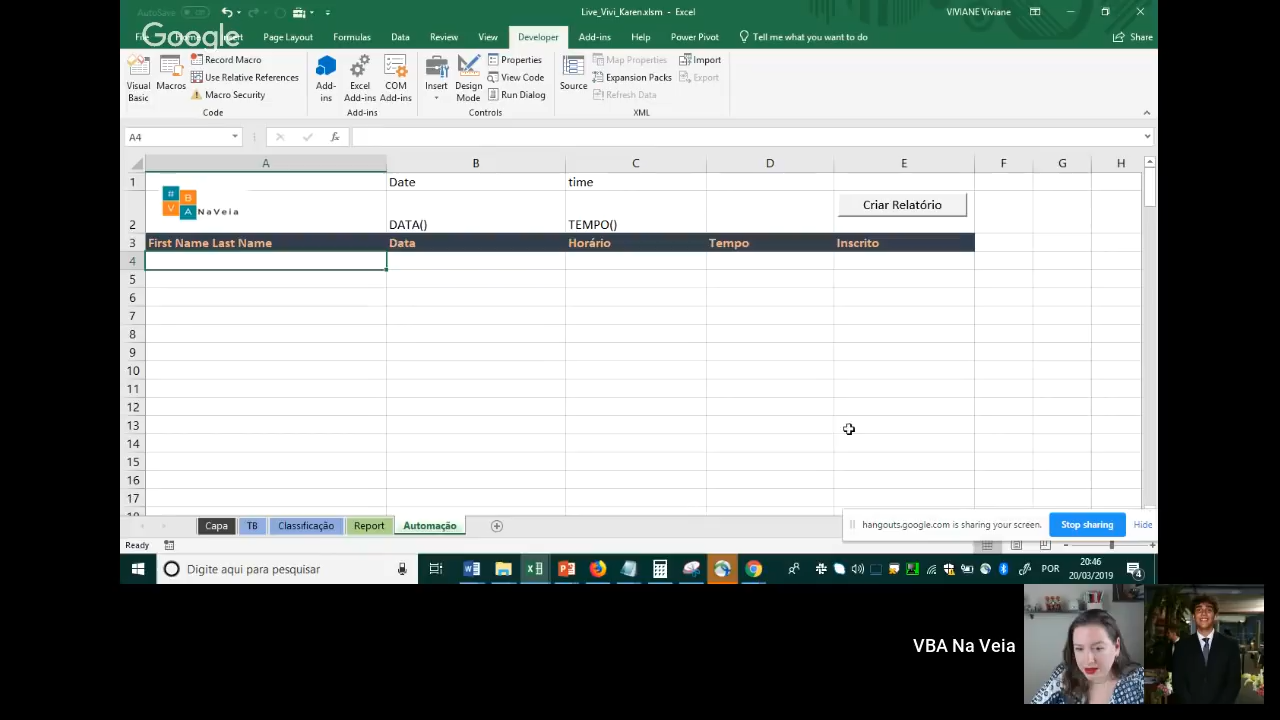 AutoSave
Live_Vivi_Karen.xlsm - Excel
VIVIANE Viviane
Google
Page Layout
Formulas
Data
Review
View
Developer
Add-ins
Help
Power Pivot
Tell me what you want to do
Share
Visual Basic
Macros
Record Macro
Use Relative References
Macro Security
Code
Add-ins
Excel Add-ins
COM Add-ins
Add-ins
Insert
Design Mode
Properties
View Code
Run Dialog
Controls
Source
Map Properties
Expansion Packs
Refresh Data
Import
Export
XML
A4
fx
A B C D E F G H
1 Date time
# B V A NaVeia
Criar Relatório
2 DATA() TEMPO()
3 First Name Last Name Data Horário Tempo Inscrito
4
5
6
7
8
9
10
11
12
13
14
15
16
17
Capa TB Classificação Report Automação
hangouts.google.com is sharing your screen. Stop sharing Hide
Ready
Digite aqui para pesquisar
POR
20:46
20/03/2019
4
VBA Na Veia